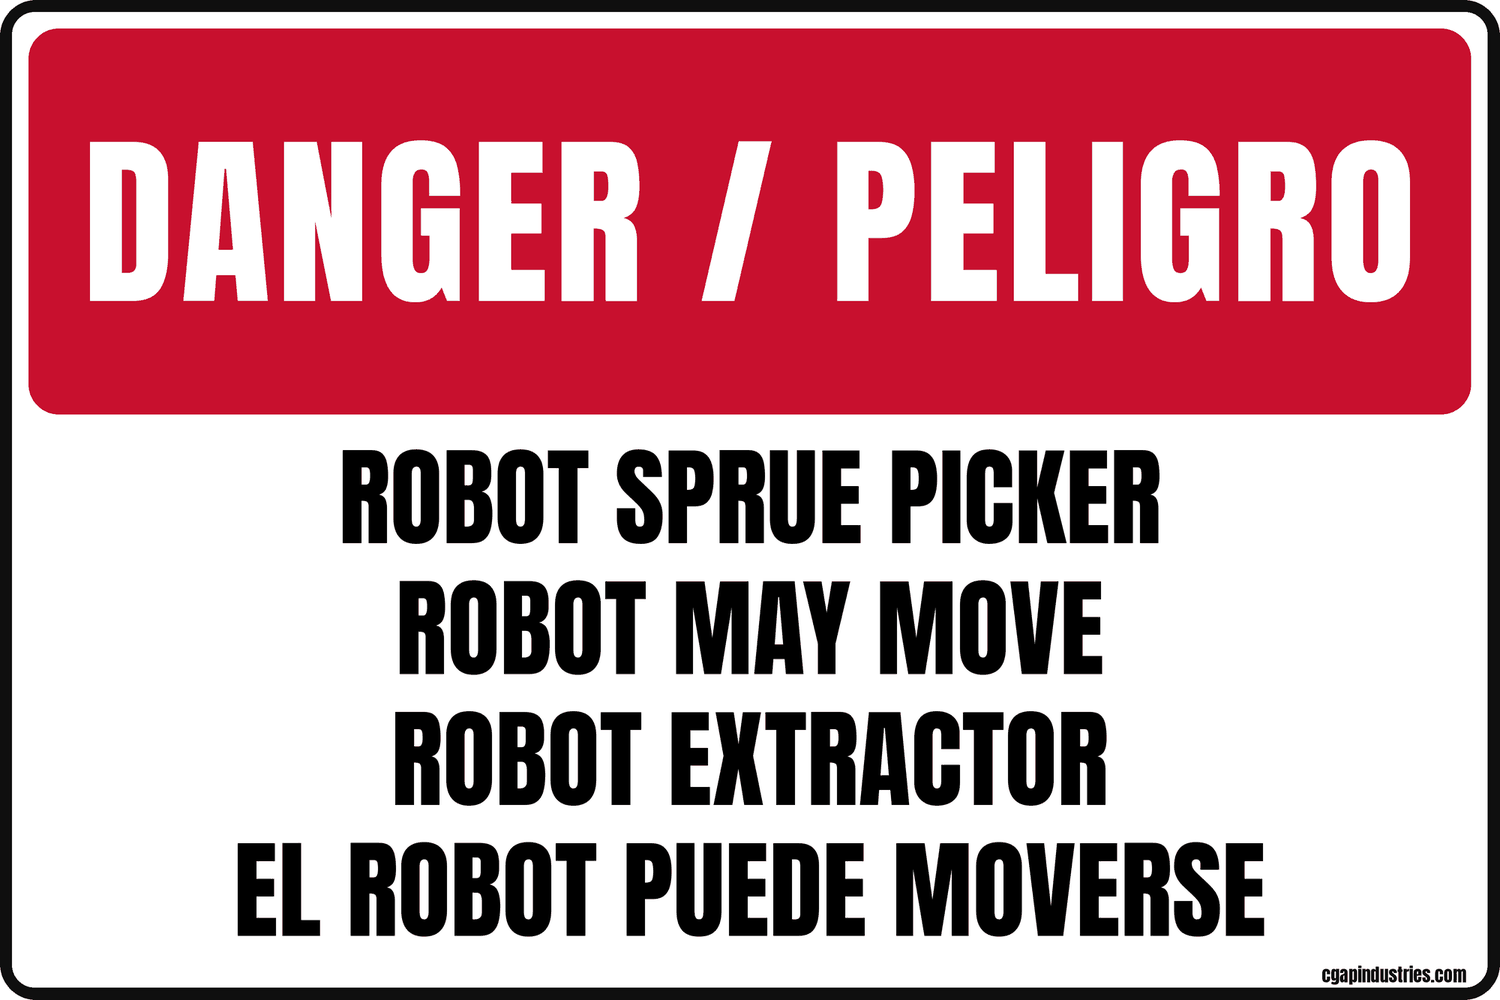 DANGER / PELIGRO
ROBOT SPRUE PICKER
ROBOT MAY MOVE
ROBOT EXTRACTOR
EL ROBOT PUEDE MOVERSE
cgapindustries.com